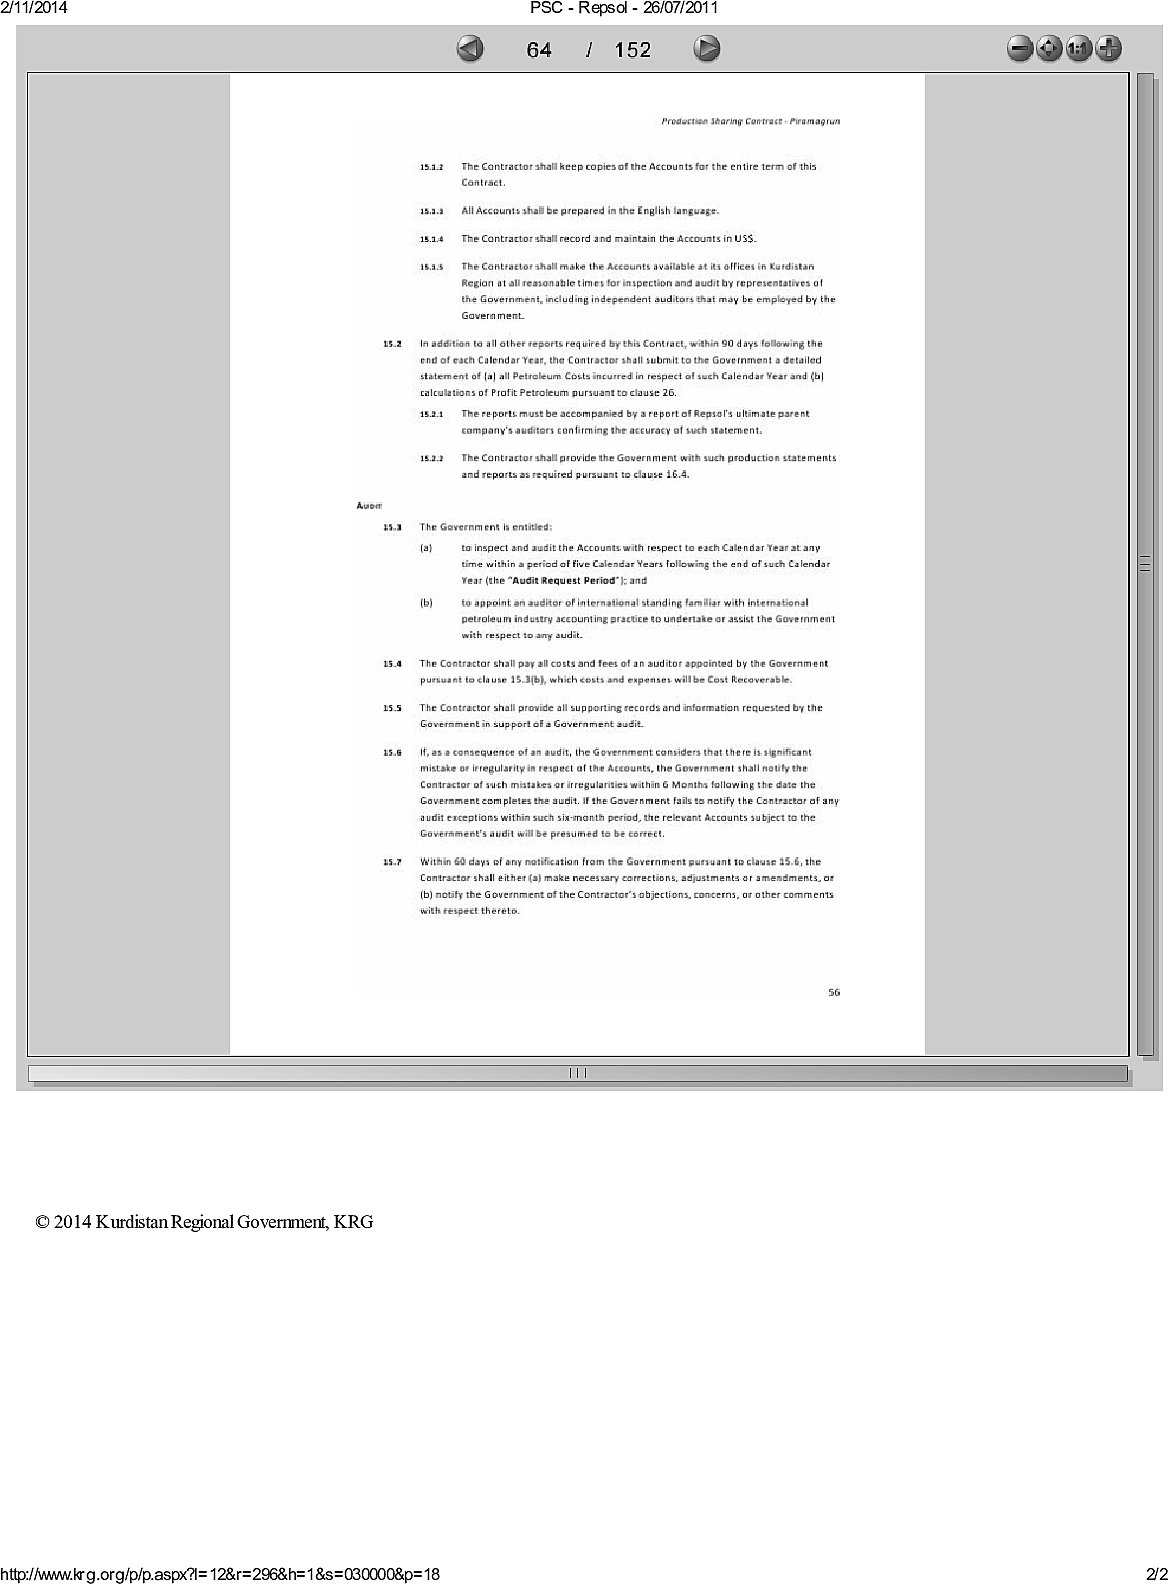 2/11/2014
PSC - Repsol - 26/07/2011
64 / 152
1:1
Production Sharing Contract - Piramagrun
15.1.2 The Contractor shall keep copies of the Accounts for the entire term of this
Contract.
15.1.3 All Accounts shall be prepared in the English language.
15.1.4 The Contractor shall record and maintain the Accounts in US$.
15.1.5 The Contractor shall make the Accounts available at its offices in Kurdistan
Region at all reasonable times for inspection and audit by representatives of
the Government, including independent auditors that may be employed by the
Government.
15.2 In addition to all other reports required by this Contract, within 90 days following the
end of each Calendar Year, the Contractor shall submit to the Government a detailed
statement of (a) all Petroleum Costs incurred in respect of such Calendar Year and (b)
calculations of Profit Petroleum pursuant to clause 26.
15.2.1 The reports must be accompanied by a report of Repsol's ultimate parent
company's auditors confirming the accuracy of such statement.
15.2.2 The Contractor shall provide the Government with such production statements
and reports as required pursuant to clause 16.4.
AUDIT
15.3 The Government is entitled:
(a) to inspect and audit the Accounts with respect to each Calendar Year at any
time within a period of five Calendar Years following the end of such Calendar
Year (the "Audit Request Period"); and
(b) to appoint an auditor of international standing familiar with international
petroleum industry accounting practice to undertake or assist the Government
with respect to any audit.
15.4 The Contractor shall pay all costs and fees of an auditor appointed by the Government
pursuant to clause 15.3(b), which costs and expenses will be Cost Recoverable.
15.5 The Contractor shall provide all supporting records and information requested by the
Government in support of a Government audit.
15.6 If, as a consequence of an audit, the Government considers that there is significant
mistake or irregularity in respect of the Accounts, the Government shall notify the
Contractor of such mistakes or irregularities within 6 Months following the date the
Government completes the audit. If the Government fails to notify the Contractor of any
audit exceptions within such six-month period, the relevant Accounts subject to the
Government's audit will be presumed to be correct.
15.7 Within 60 days of any notification from the Government pursuant to clause 15.6, the
Contractor shall either (a) make necessary corrections, adjustments or amendments, or
(b) notify the Government of the Contractor's objections, concerns, or other comments
with respect thereto.
56
© 2014 Kurdistan Regional Government, KRG
http://www.krg.org/p/p.aspx?l=12&r=296&h=1&s=030000&p=18
2/2